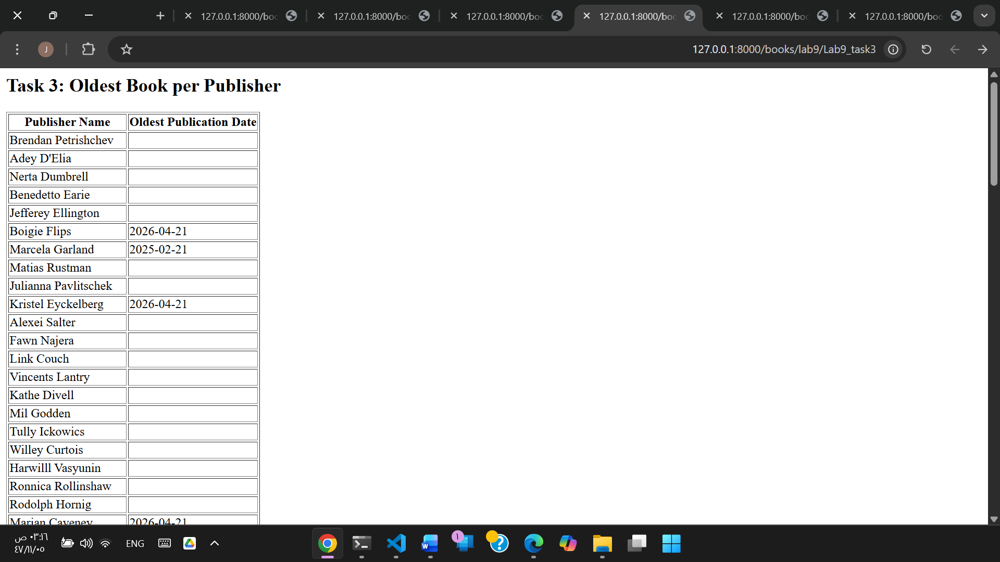 127.0.0.1:8000/boo
127.0.0.1:8000/boo
127.0.0.1:8000/boo
127.0.0.1:8000/boo
127.0.0.1:8000/boo
127.0.0.1:8000/boo
J
127.0.0.1:8000/books/lab9/Lab9_task3
Task 3: Oldest Book per Publisher
Publisher Name Oldest Publication Date
Brendan Petrishchev
Adey D'Elia
Nerta Dumbrell
Benedetto Earie
Jefferey Ellington
Boigie Flips 2026-04-21
Marcela Garland 2025-02-21
Matias Rustman
Julianna Pavlitschek
Kristel Eyckelberg 2026-04-21
Alexei Salter
Fawn Najera
Link Couch
Vincents Lantry
Kathe Divell
Mil Godden
Tully Ickowics
Willey Curtois
Harwilll Vasyunin
Ronnica Rollinshaw
Rodolph Hornig
Marian Caveney 2026-04-21
٠٣:١٦ ص
٤٧/١١/٠٥
ENG
W
١
?